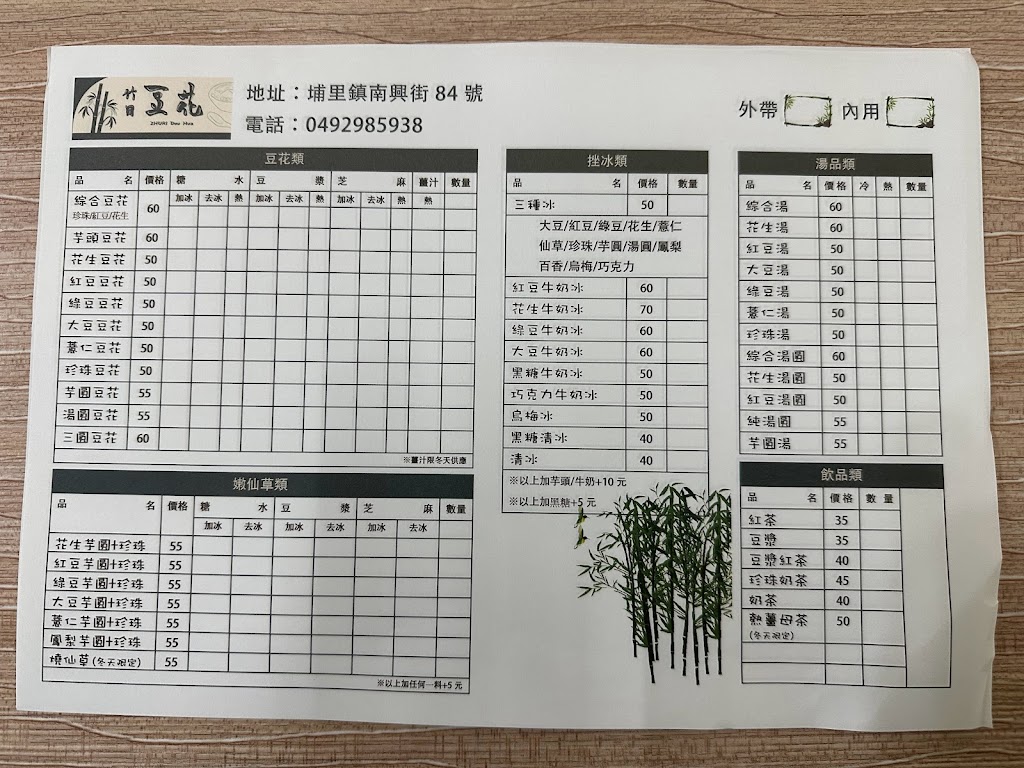 竹日 豆花
ZHURI Dou Hua
地址：埔里鎮南興街 84 號
電話：0492985938
外帶 內用
豆花類
品 名 價格 糖 水 豆 漿 芝 麻 薑汁 數量
加冰 去冰 熱 加冰 去冰 熱 加冰 去冰 熱 熱
綜合豆花 60
珍珠/紅豆/花生
芋頭豆花 60
花生豆花 50
紅豆豆花 50
綠豆豆花 50
大豆豆花 50
薏仁豆花 50
珍珠豆花 50
芋圓豆花 55
湯圓豆花 55
三圓豆花 60
※薑汁限冬天供應
嫩仙草類
品 名 價格 糖 水 豆 漿 芝 麻 數量
加冰 去冰 加冰 去冰 加冰 去冰
花生芋圓+珍珠 55
紅豆芋圓+珍珠 55
綠豆芋圓+珍珠 55
大豆芋圓+珍珠 55
薏仁芋圓+珍珠 55
鳳梨芋圓+珍珠 55
燒仙草(冬天限定) 55
※以上加任何一料+5 元
挫冰類
品 名 價格 數量
三種冰 50
大豆/紅豆/綠豆/花生/薏仁
仙草/珍珠/芋圓/湯圓/鳳梨
百香/烏梅/巧克力
紅豆牛奶冰 60
花生牛奶冰 70
綠豆牛奶冰 60
大豆牛奶冰 60
黑糖牛奶冰 50
巧克力牛奶冰 50
烏梅冰 50
黑糖清冰 40
清冰 40
※以上加芋頭/牛奶+10 元
※以上加黑糖+5 元
湯品類
品 名 價格 冷 熱 數量
綜合湯 60
花生湯 60
紅豆湯 50
大豆湯 50
綠豆湯 50
薏仁湯 50
珍珠湯 50
綜合湯圓 60
花生湯圓 50
紅豆湯圓 50
純湯圓 55
芋圓湯 55
飲品類
品 名 價格 數量
紅茶 35
豆漿 35
豆漿紅茶 40
珍珠奶茶 45
奶茶 40
熱薑母茶 50
(冬天限定)